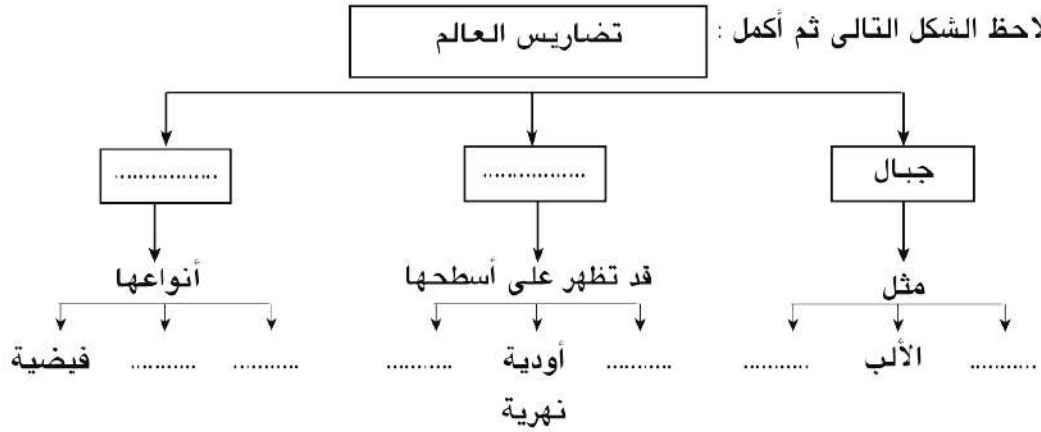 لاحظ الشكل التالى ثم أكمل :
تضاريس العالم
جبال
................
................
مثل
قد تظهر على أسطحها
أنواعها
.......... الألب ..........
.......... أودية نهرية ..........
.......... .......... فيضية